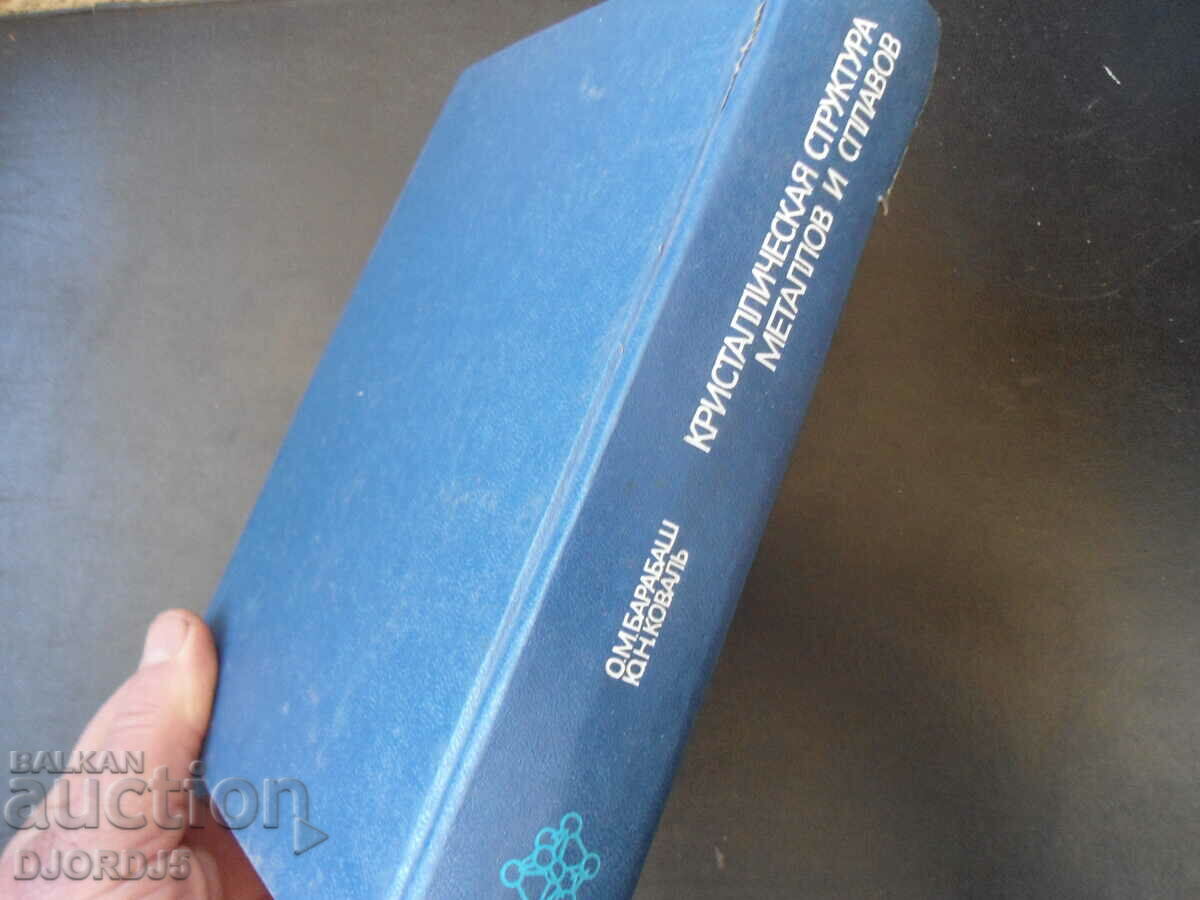 КРИСТАЛЛИЧЕСКАЯ СТРУКТУРА
МЕТАЛЛОВ И СПЛАВОВ
О.М.БАРАБАШ
Ю.Н.КОВАЛЬ
BALKAN
auction
DJORDJ5